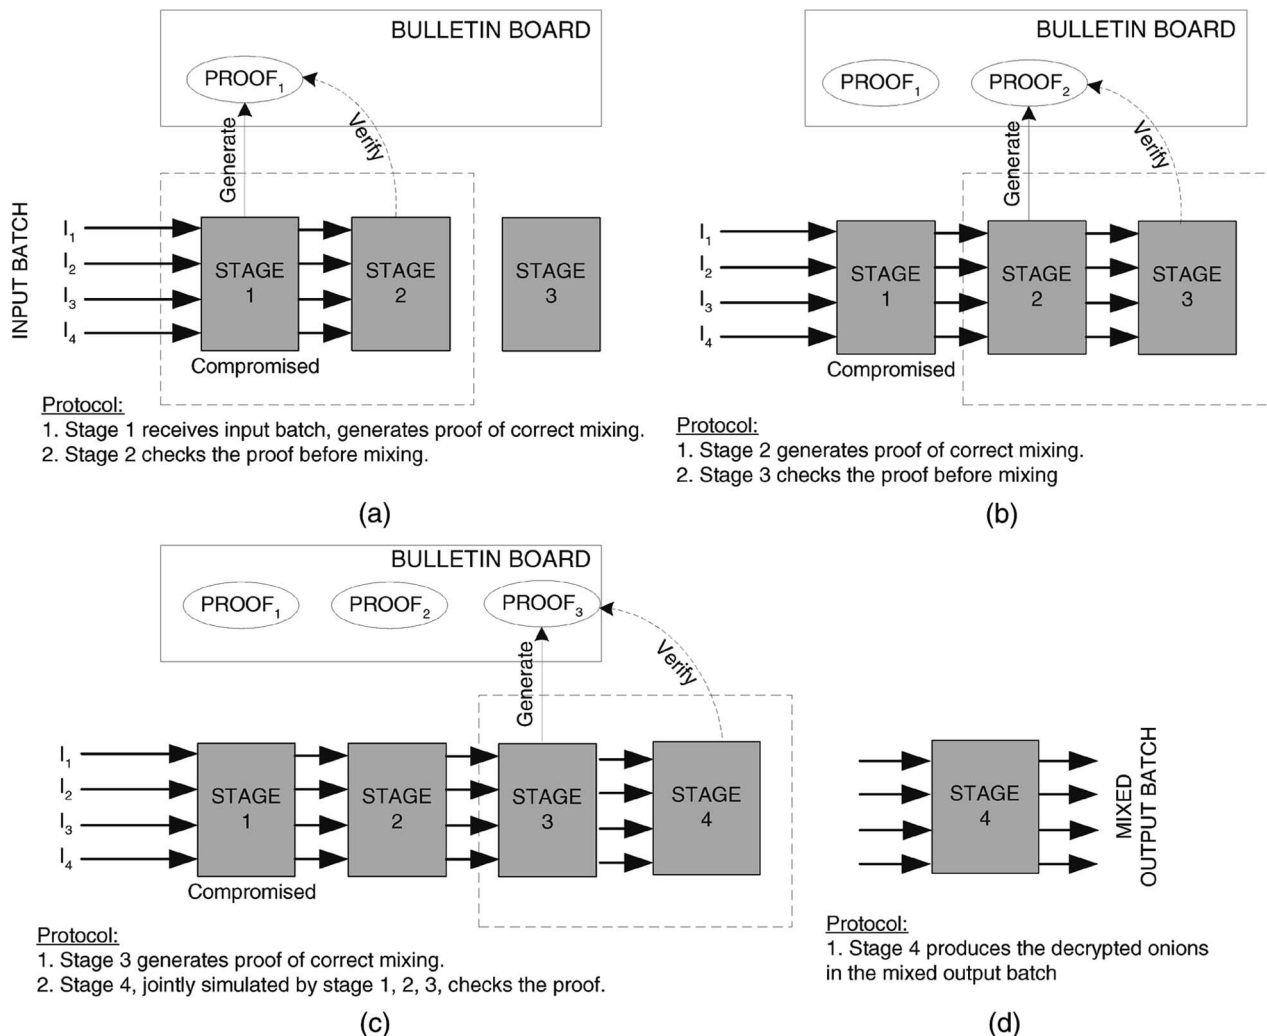 BULLETIN BOARD
PROOF1
Generate
Verify
INPUT BATCH
I1
I2
I3
I4
STAGE
1
STAGE
2
STAGE
3
Compromised
Protocol:
1. Stage 1 receives input batch, generates proof of correct mixing.
2. Stage 2 checks the proof before mixing.
(a)
BULLETIN BOARD
PROOF1
PROOF2
Generate
Verify
I1
I2
I3
I4
STAGE
1
STAGE
2
STAGE
3
Compromised
Protocol:
1. Stage 2 generates proof of correct mixing.
2. Stage 3 checks the proof before mixing
(b)
BULLETIN BOARD
PROOF1
PROOF2
PROOF3
Generate
Verify
I1
I2
I3
I4
STAGE
1
STAGE
2
STAGE
3
STAGE
4
Compromised
Protocol:
1. Stage 3 generates proof of correct mixing.
2. Stage 4, jointly simulated by stage 1, 2, 3, checks the proof.
(c)
STAGE
4
MIXED
OUTPUT BATCH
Protocol:
1. Stage 4 produces the decrypted onions
in the mixed output batch
(d)